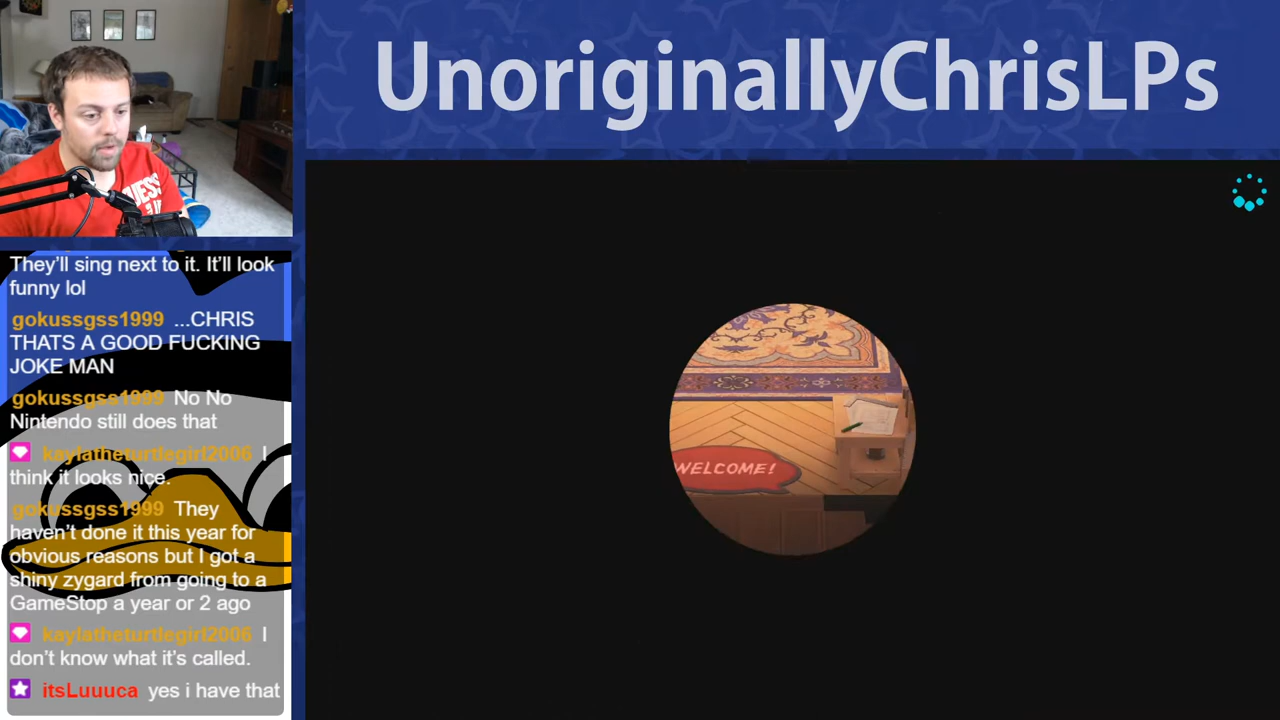 UnoriginallyChrisLPs
They'll sing next to it. It'll look
funny lol
gokussgss1999 ...CHRIS
THATS A GOOD FUCKING
JOKE MAN
gokussgss1999 No No
Nintendo still does that
kaylatheturtlegirl2006 I
think it looks nice.
gokussgss1999 They
haven't done it this year for
obvious reasons but I got a
shiny zygard from going to a
GameStop a year or 2 ago
kaylatheturtlegirl2006 I
don't know what it's called.
itsLuuuca yes i have that
WELCOME!